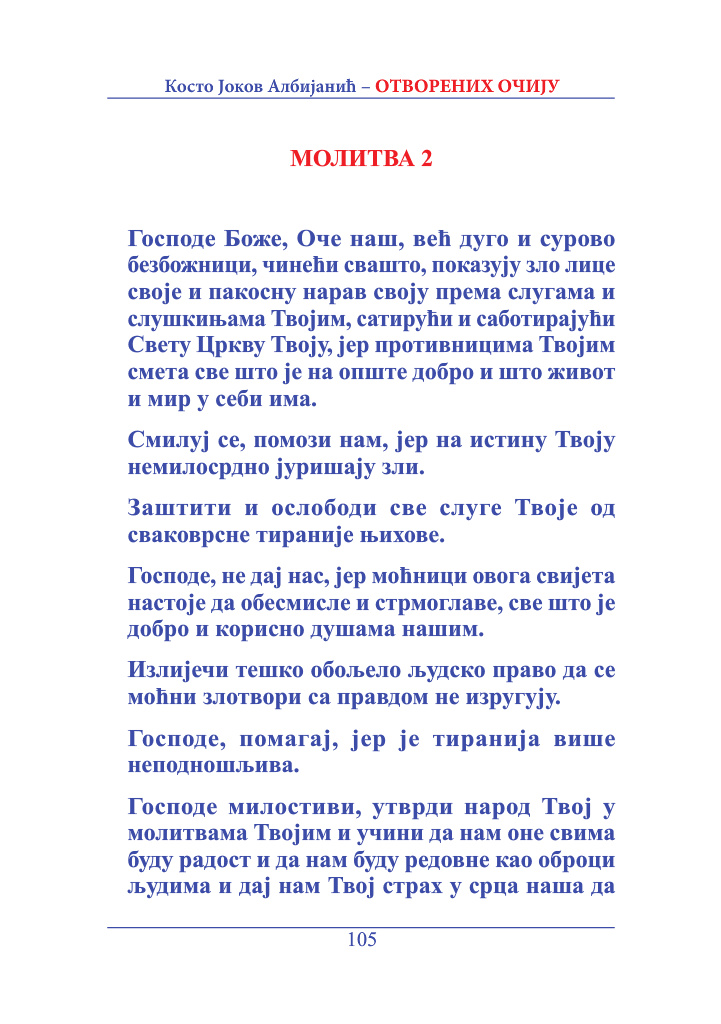 Косто Јоков Албијанић – ОТВОРЕНИХ ОЧИЈУ
МОЛИТВА 2
Господе Боже, Оче наш, већ дуго и сурово
безбожници, чинећи свашто, показују зло лице
своје и пакосну нарав своју према слугама и
слушкињама Твојим, сатирући и саботирајући
Свету Цркву Твоју, јер противницима Твојим
смета све што је на опште добро и што живот
и мир у себи има.
Смилуј се, помози нам, јер на истину Твоју
немилосрдно јуришају зли.
Заштити и ослободи све слуге Твоје од
сваковрсне тираније њихове.
Господе, не дај нас, јер моћници овога свијета
настоје да обесмисле и стрмоглаве, све што је
добро и корисно душама нашим.
Излијечи тешко обољело људско право да се
моћни злотвори са правдом не изругују.
Господе, помагај, јер је тиранија више
неподношљива.
Господе милостиви, утврди народ Твој у
молитвама Твојим и учини да нам оне свима
буду радост и да нам буду редовне као оброци
људима и дај нам Твој страх у срца наша да
105